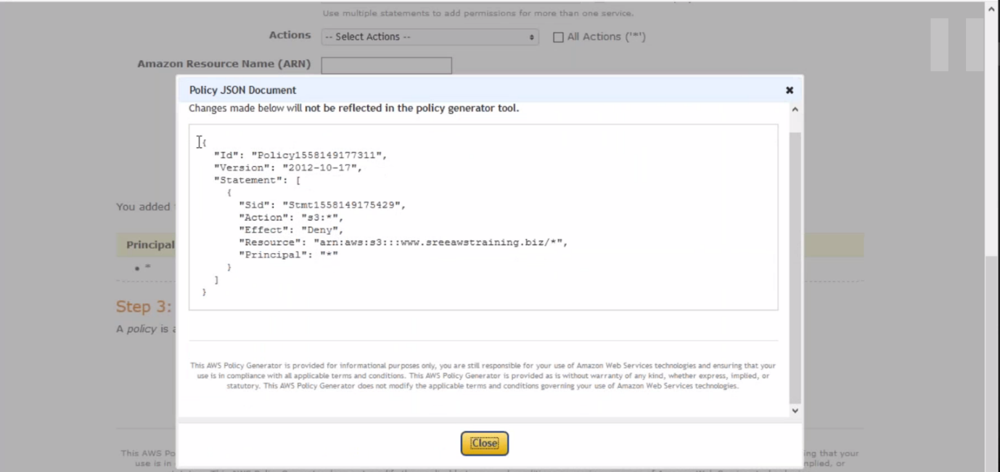 Use multiple statements to add permissions for more than one service.
Actions -- Select Actions -- All Actions ('*')
Amazon Resource Name (ARN)
Policy JSON Document
Changes made below will not be reflected in the policy generator tool.
{
"Id": "Policy1558149177311",
"Version": "2012-10-17",
"Statement": [
{
"Sid": "Stmt1558149175429",
"Action": "s3:*",
"Effect": "Deny",
"Resource": "arn:aws:s3:::www.sreeawstraining.biz/*",
"Principal": "*"
}
]
}
You added
Principal
• *
Step 3:
A policy is
This AWS Policy Generator is provided for informational purposes only, you are still responsible for your use of Amazon Web Services technologies and ensuring that your
use is in compliance with all applicable terms and conditions. This AWS Policy Generator is provided as is without warranty of any kind, whether express, implied, or
statutory. This AWS Policy Generator does not modify the applicable terms and conditions governing your use of Amazon Web Services technologies.
Close
This AWS Po
ing that your
use is in
mplied, or